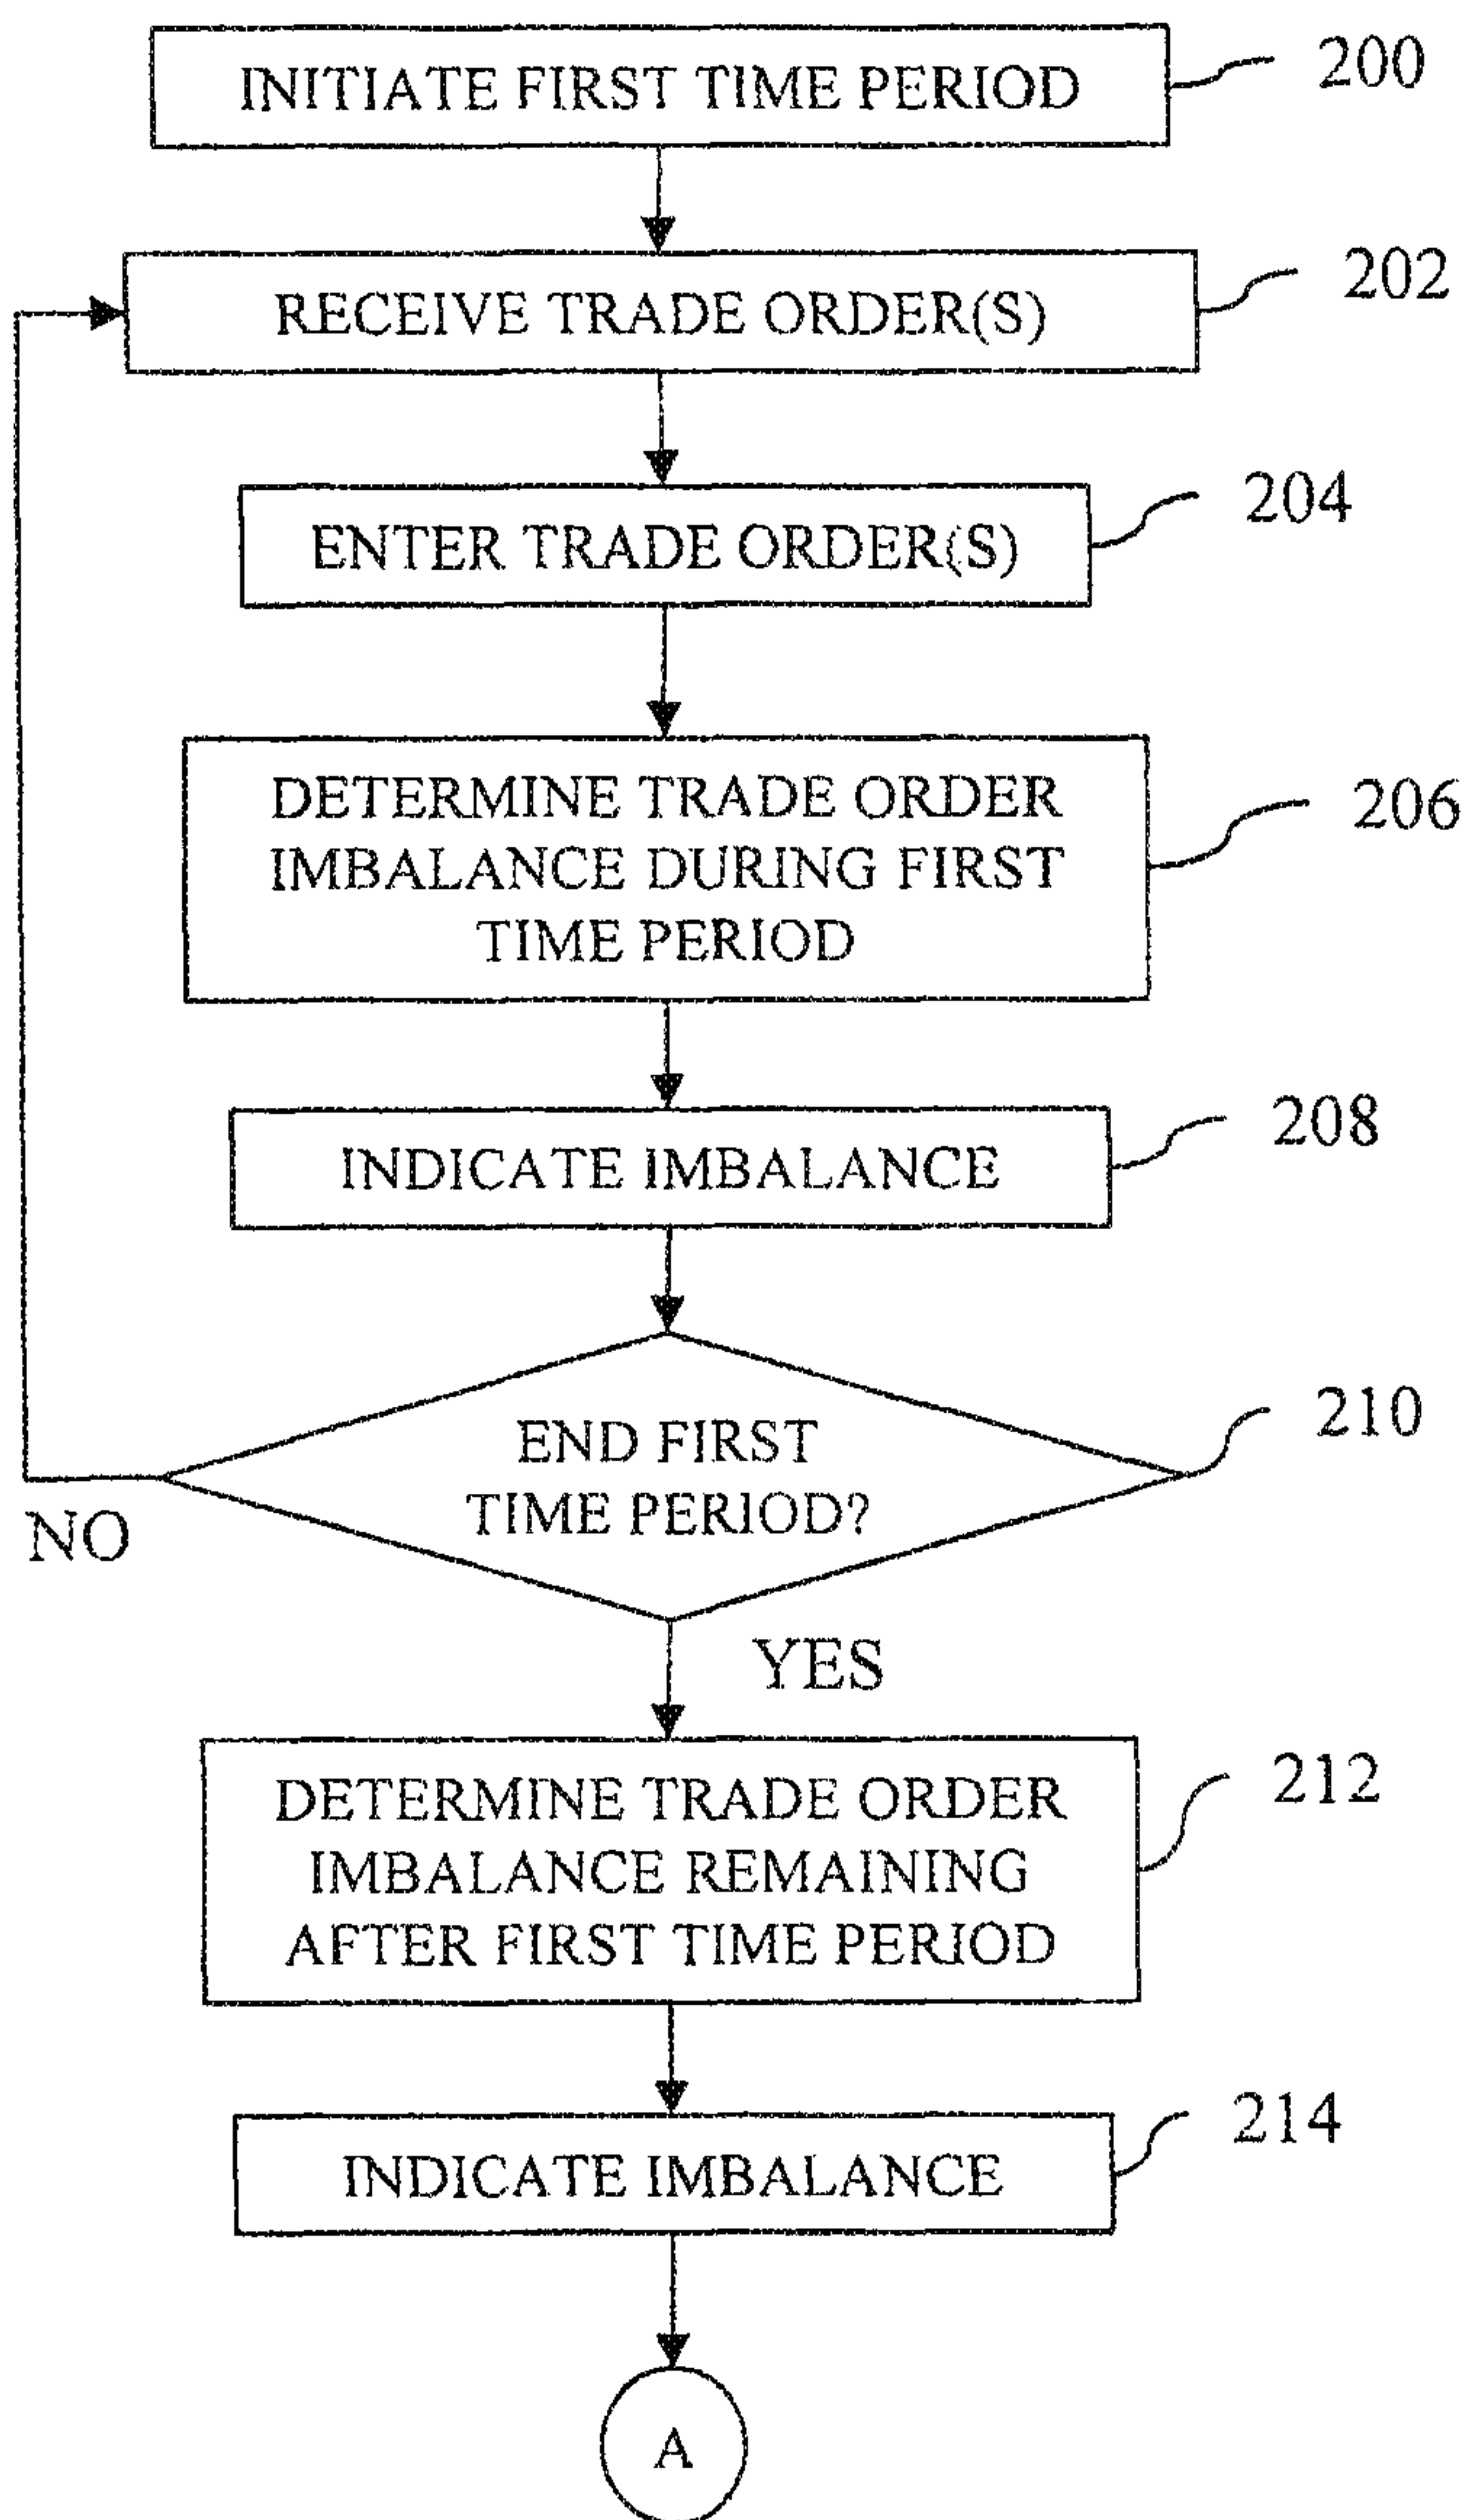 INITIATE FIRST TIME PERIOD
200
RECEIVE TRADE ORDER(S)
202
ENTER TRADE ORDER(S)
204
DETERMINE TRADE ORDER
IMBALANCE DURING FIRST
TIME PERIOD
206
INDICATE IMBALANCE
208
END FIRST
TIME PERIOD?
210
NO
YES
DETERMINE TRADE ORDER
IMBALANCE REMAINING
AFTER FIRST TIME PERIOD
212
INDICATE IMBALANCE
214
A